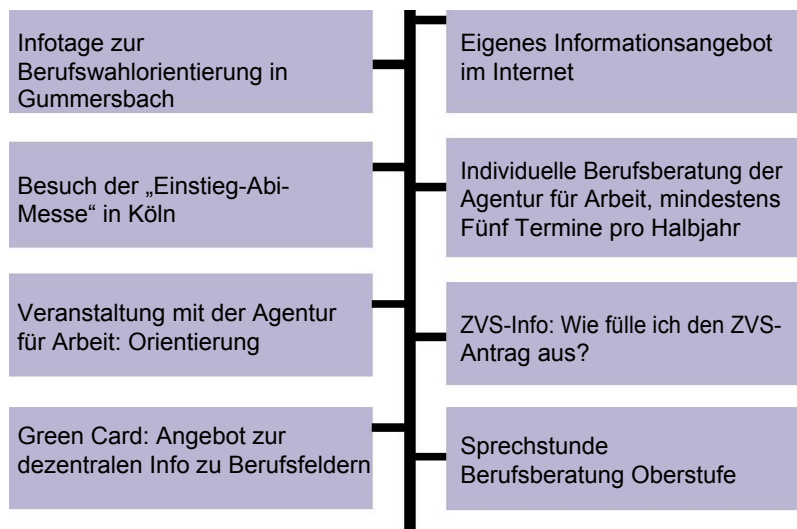 Infotage zur
Berufswahlorientierung in
Gummersbach
Besuch der „Einstieg-Abi-
Messe“ in Köln
Veranstaltung mit der Agentur
für Arbeit: Orientierung
Green Card: Angebot zur
dezentralen Info zu Berufsfeldern
Eigenes Informationsangebot
im Internet
Individuelle Berufsberatung der
Agentur für Arbeit, mindestens
Fünf Termine pro Halbjahr
ZVS-Info: Wie fülle ich den ZVS-
Antrag aus?
Sprechstunde
Berufsberatung Oberstufe